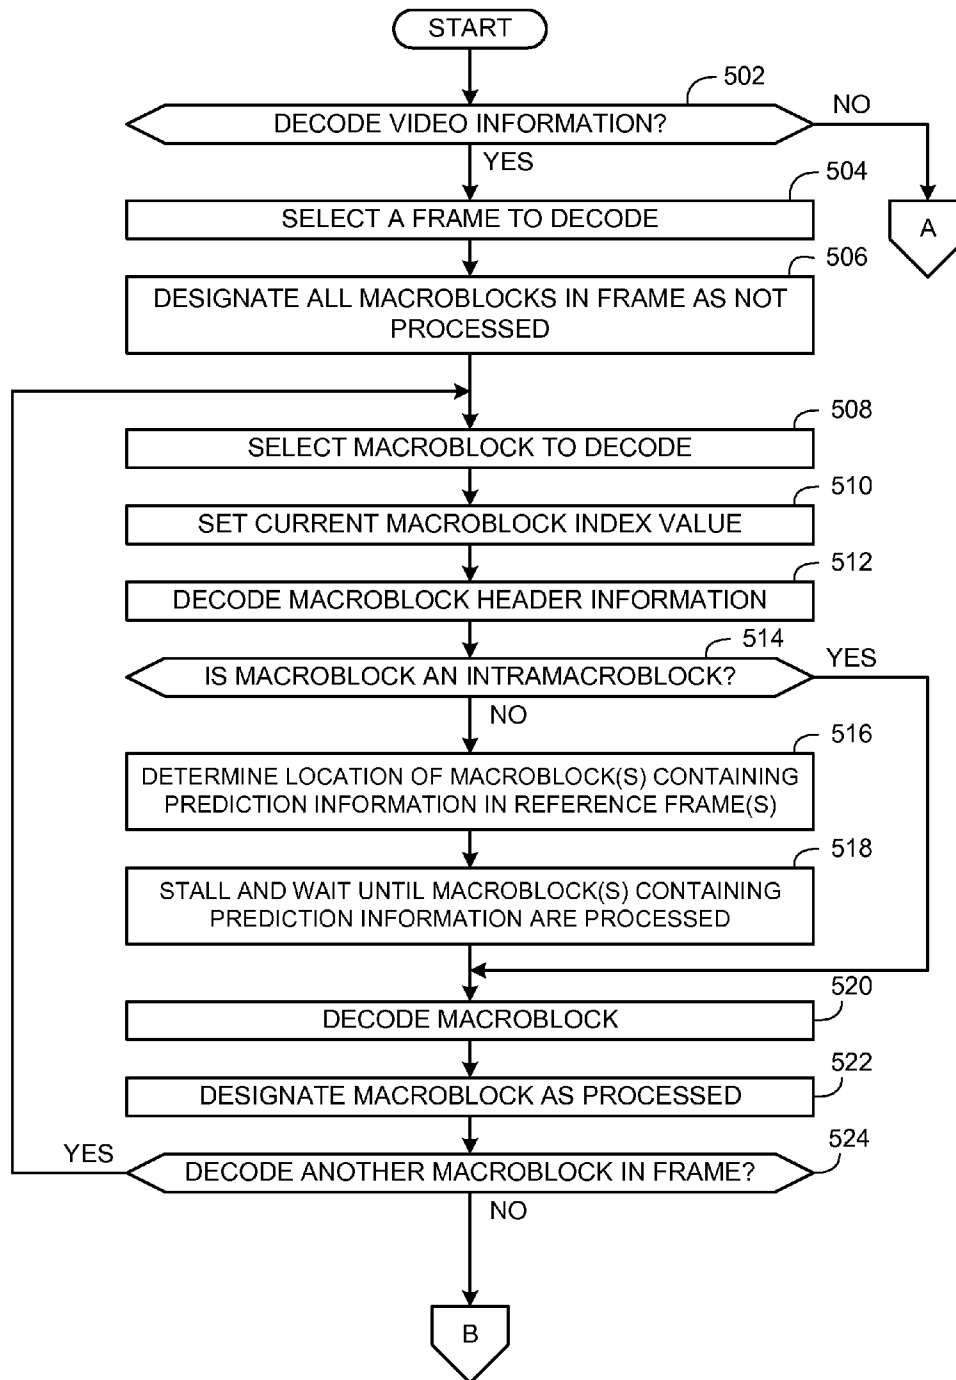 START
502
DECODE VIDEO INFORMATION?
NO
YES
504
SELECT A FRAME TO DECODE
A
506
DESIGNATE ALL MACROBLOCKS IN FRAME AS NOT
PROCESSED
508
SELECT MACROBLOCK TO DECODE
510
SET CURRENT MACROBLOCK INDEX VALUE
512
DECODE MACROBLOCK HEADER INFORMATION
514
IS MACROBLOCK AN INTRAMACROBLOCK?
YES
NO
516
DETERMINE LOCATION OF MACROBLOCK(S) CONTAINING
PREDICTION INFORMATION IN REFERENCE FRAME(S)
518
STALL AND WAIT UNTIL MACROBLOCK(S) CONTAINING
PREDICTION INFORMATION ARE PROCESSED
520
DECODE MACROBLOCK
522
DESIGNATE MACROBLOCK AS PROCESSED
524
YES
DECODE ANOTHER MACROBLOCK IN FRAME?
NO
B